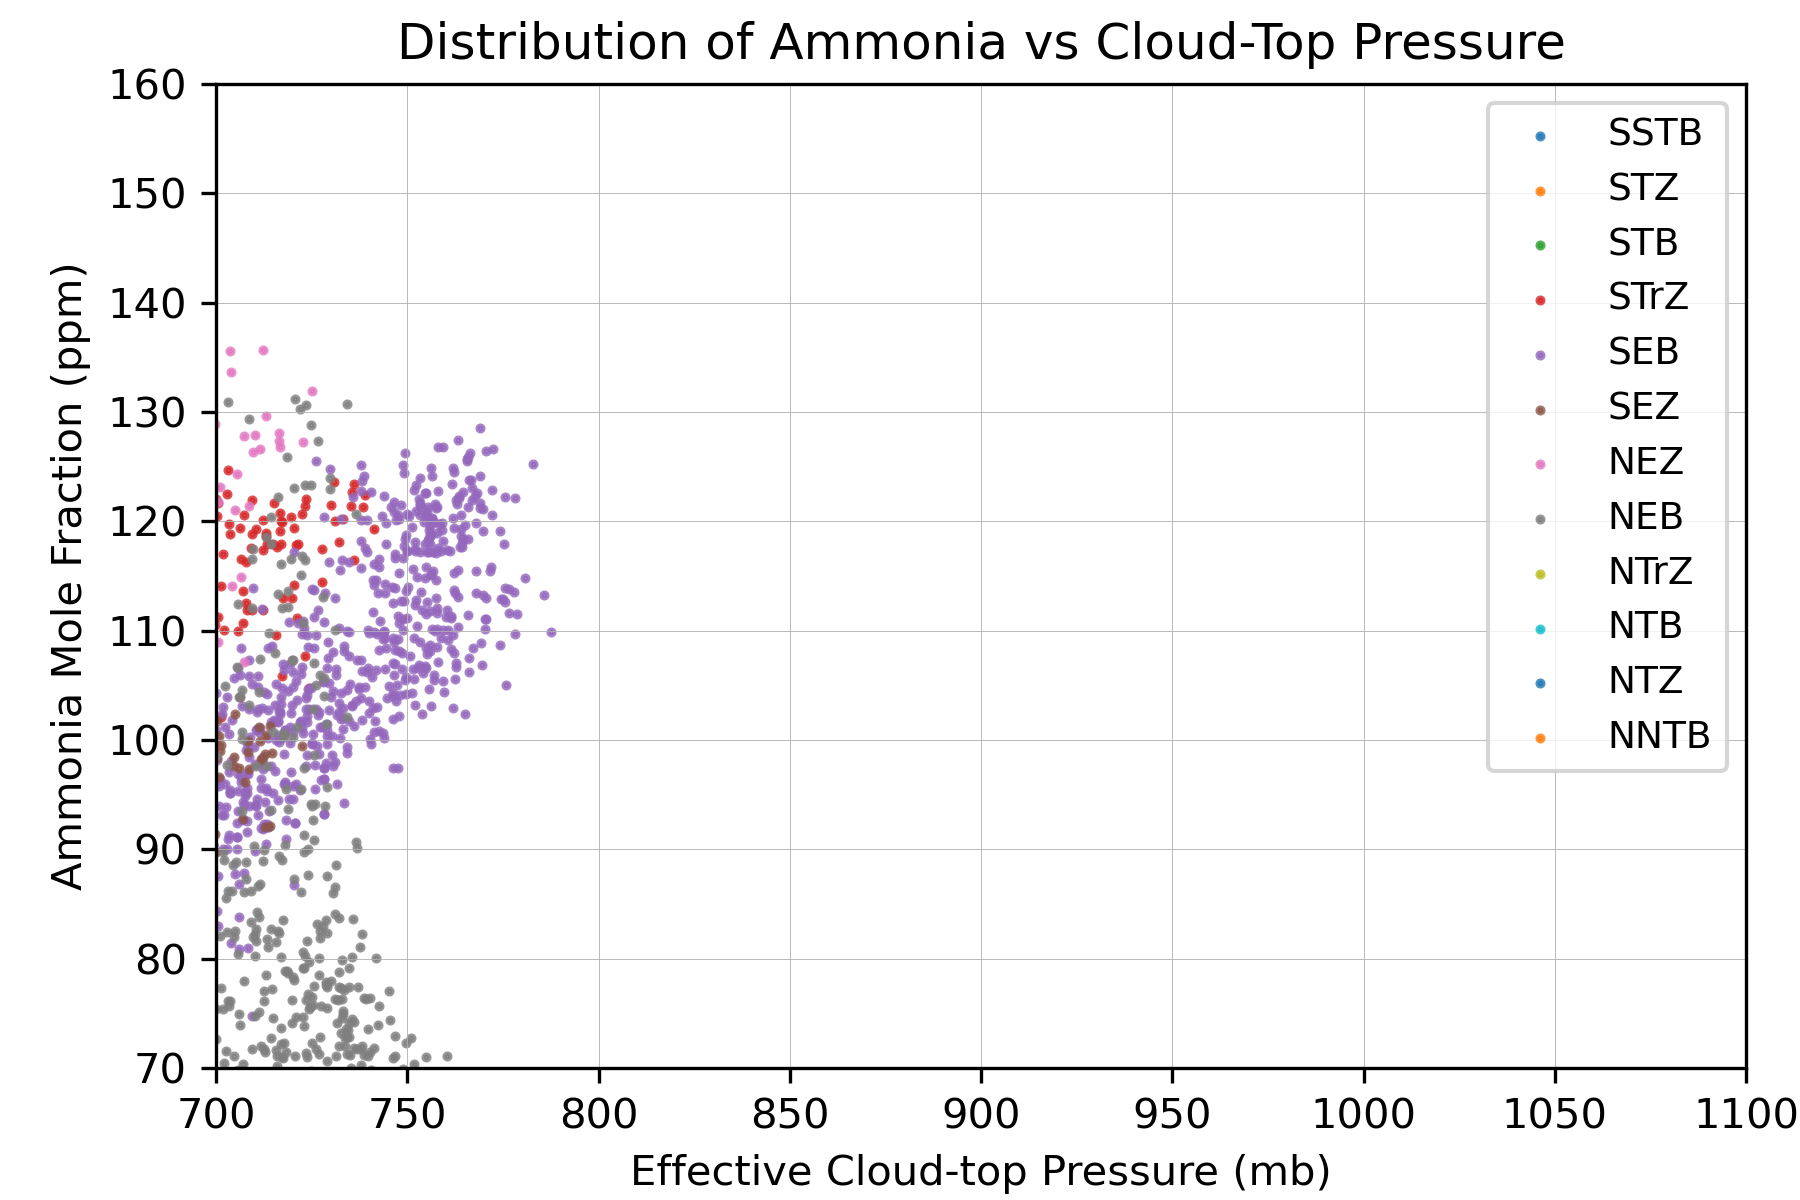 Distribution of Ammonia vs Cloud-Top Pressure
160
150
140
130
120
110
100
90
80
70
Ammonia Mole Fraction (ppm)
SSTB
STZ
STB
STrZ
SEB
SEZ
NEZ
NEB
NTrZ
NTB
NTZ
NNTB
700 750 800 850 900 950 1000 1050 1100
Effective Cloud-top Pressure (mb)